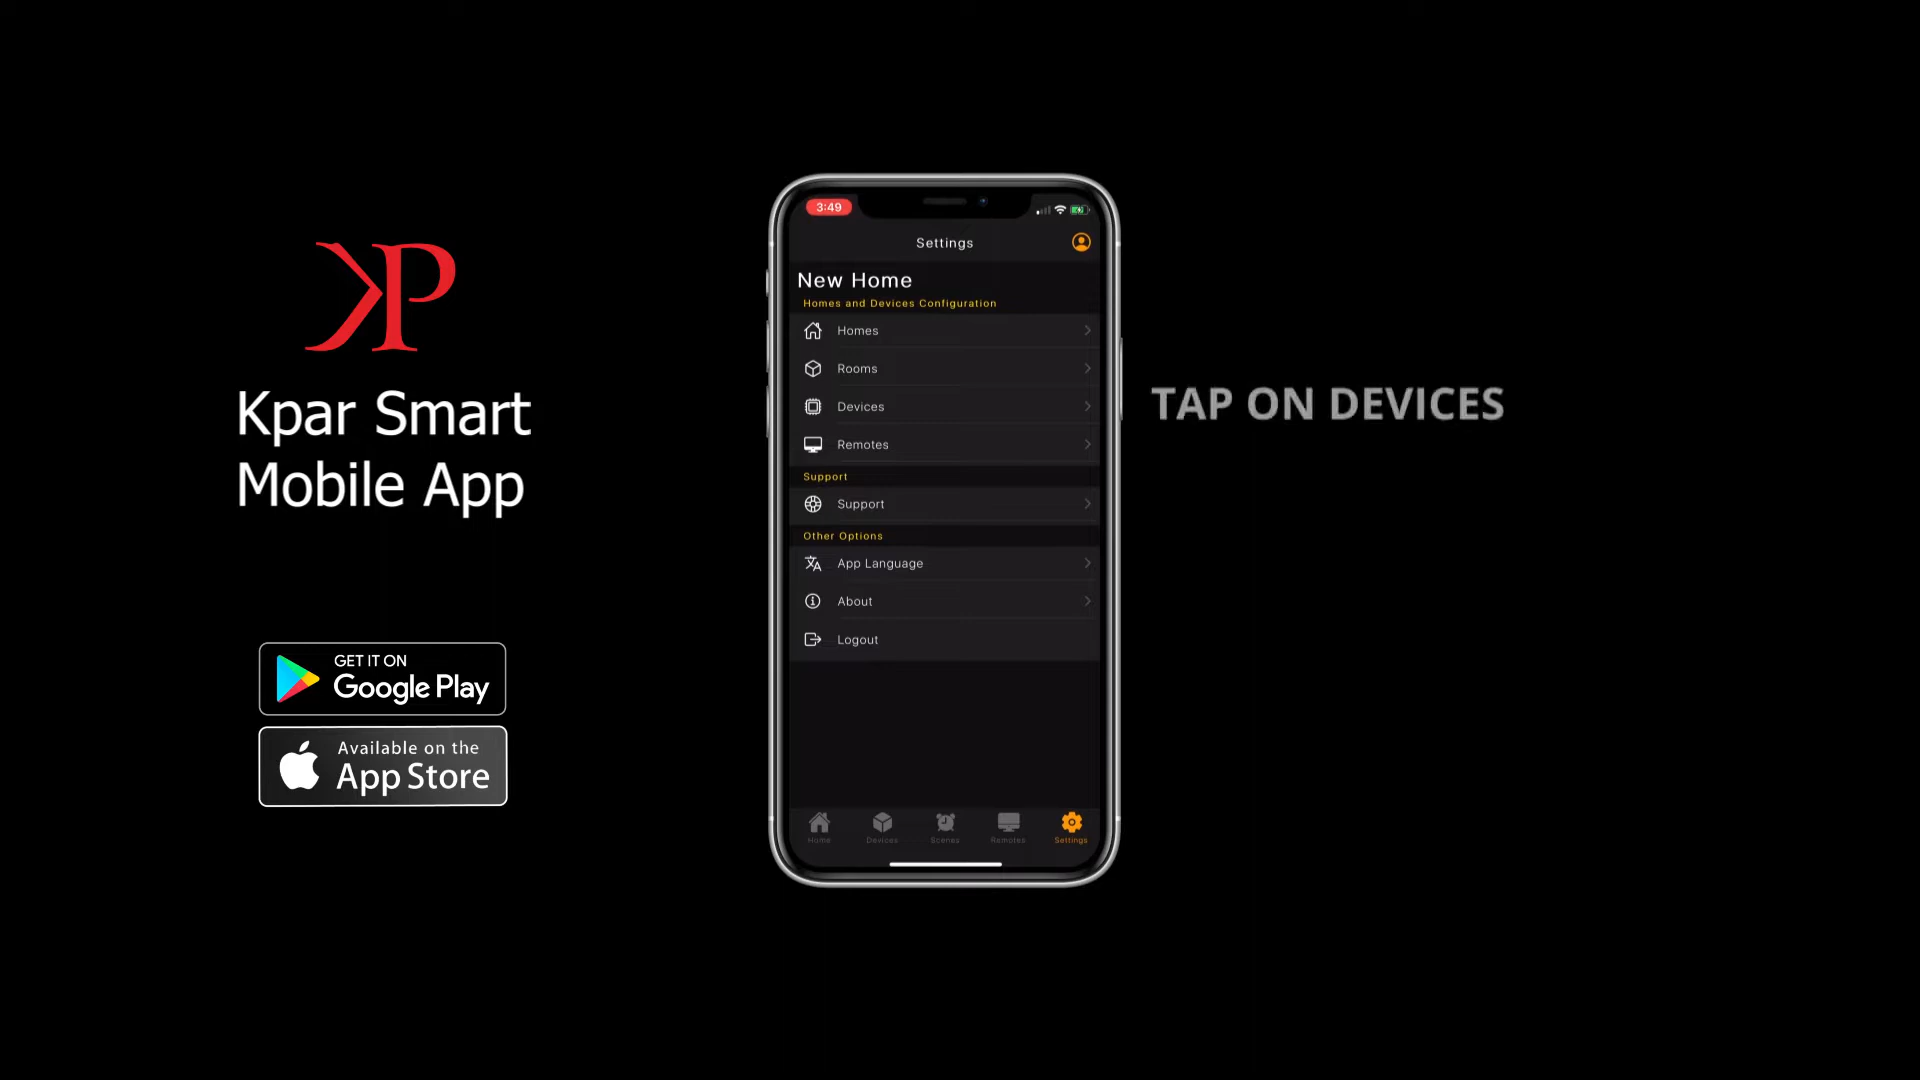 KP
Kpar Smart
Mobile App
GET IT ON
Google Play
Available on the
App Store
3:49
Settings
New Home
Homes and Devices Configuration
Homes
Rooms
Devices
Remotes
Support
Support
Other Options
App Language
About
Logout
Home
Devices
Scenes
Remotes
Settings
TAP ON DEVICES